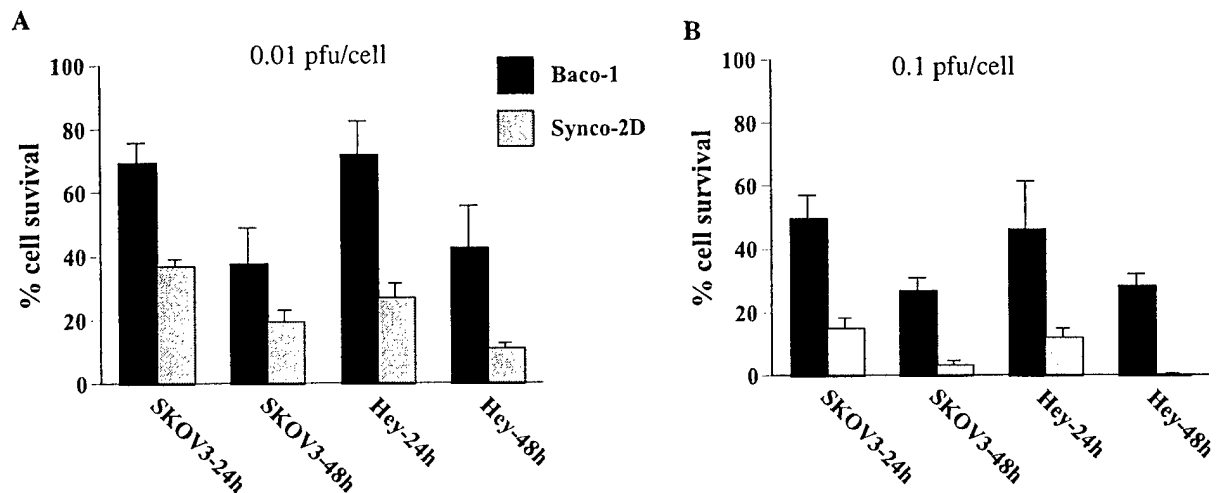 A
0.01 pfu/cell
% cell suvival
100
80
60
40
20
0
Baco-1
Synco-2D
SKOV3-24h
SKOV3-48h
Hey-24h
Hey-48h
B
0.1 pfu/cell
% cell survival
100
80
60
40
20
0
SKOV3-24h
SKOV3-48h
Hey-24h
Hey-48h